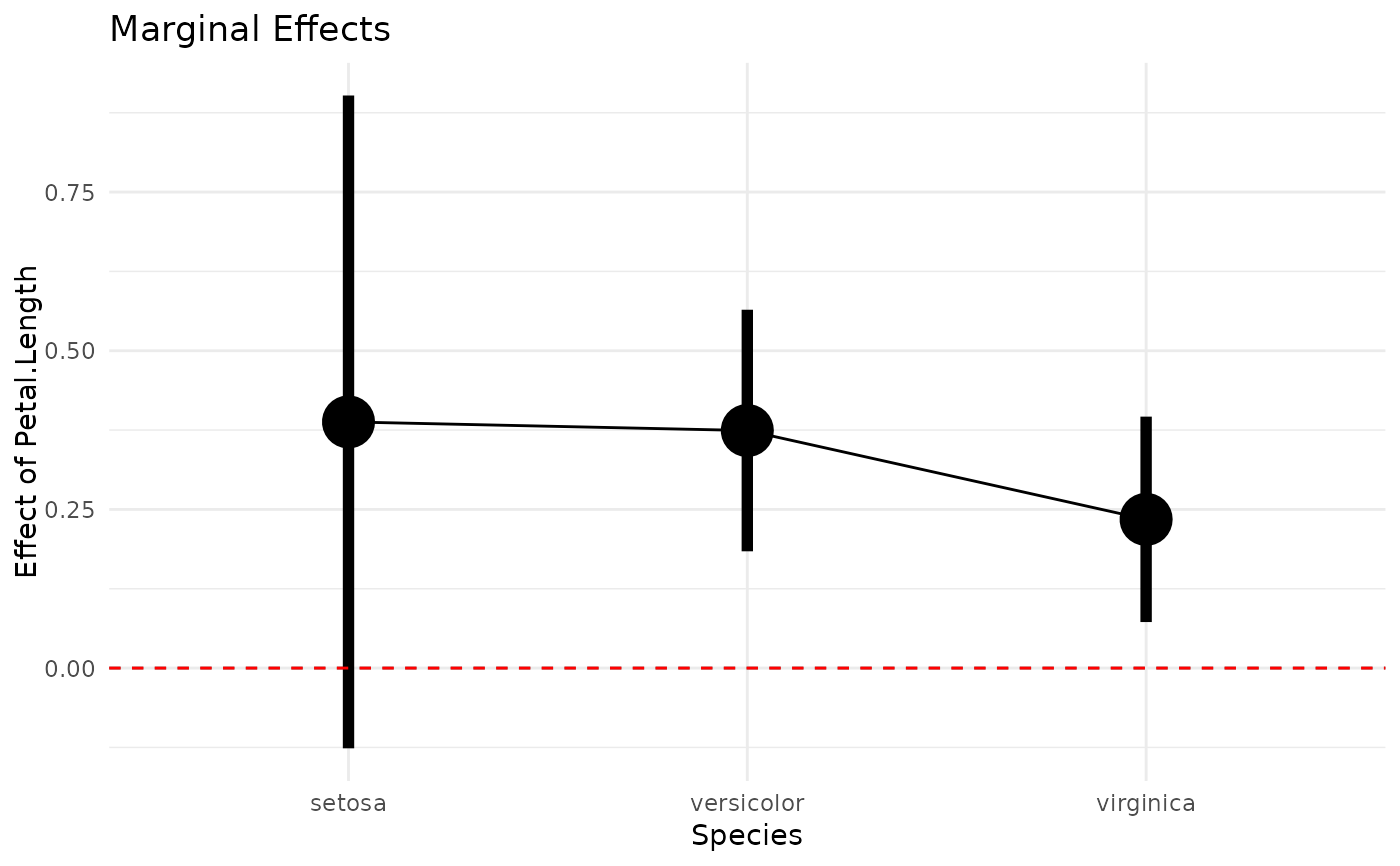 Marginal Effects
Effect of Petal.Length
0.75
0.50
0.25
0.00
setosa
versicolor
virginica
Species